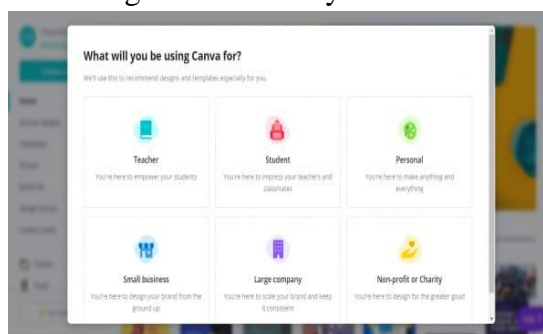 What will you be using Canva for?
We'll use this to recommend designs and templates especially for you.
Teacher
You're here to empower your students
Student
You're here to impress your teachers and
classmates
Personal
You're here to make anything and
everything
Small business
You're here to design your brand from the
ground up
Large company
You're here to scale your brand and keep
it consistent
Non-profit or Charity
You're here to design for the greater good